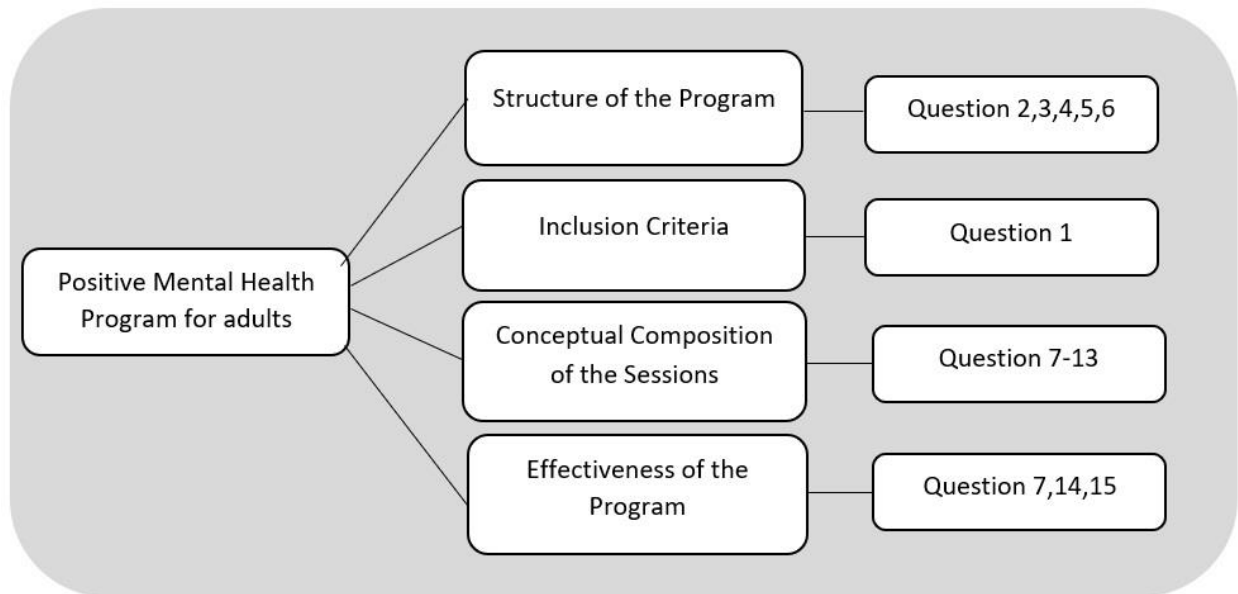 Positive Mental Health
Program for adults
Structure of the Program
Question 2,3,4,5,6
Inclusion Criteria
Question 1
Conceptual Composition
of the Sessions
Question 7-13
Effectiveness of the
Program
Question 7,14,15